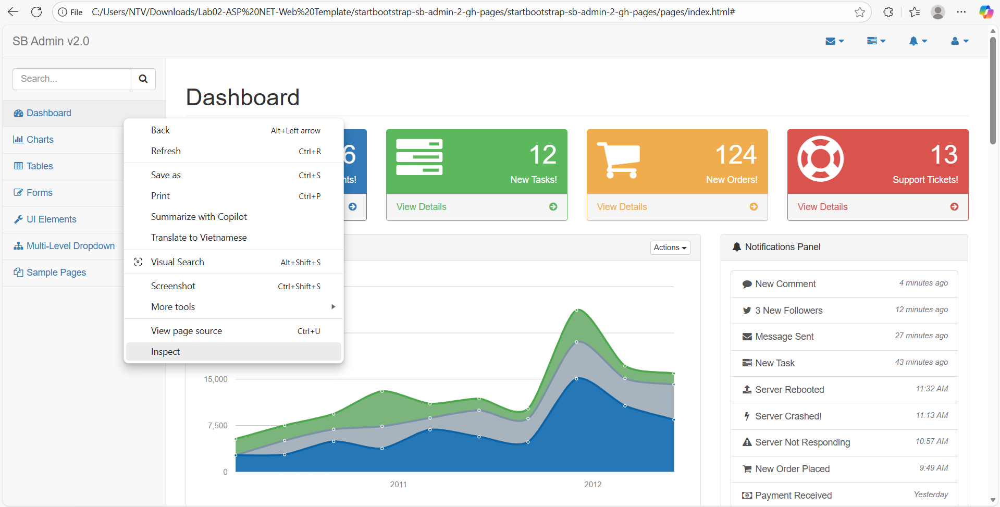 File C:/Users/NTV/Downloads/Lab02-ASP%20NET-Web%20Template/startbootstrap-sb-admin-2-gh-pages/startbootstrap-sb-admin-2-gh-pages/pages/index.html#
SB Admin v2.0
Search...
Dashboard
Charts
Tables
Forms
UI Elements
Multi-Level Dropdown
Sample Pages
Back Alt+Left arrow
Refresh Ctrl+R
Save as Ctrl+S
Print Ctrl+P
Summarize with Copilot
Translate to Vietnamese
Visual Search Alt+Shift+S
Screenshot Ctrl+Shift+S
More tools
View page source Ctrl+U
Inspect
Dashboard
6
nts!
12
New Tasks!
View Details
124
New Orders!
View Details
13
Support Tickets!
View Details
Actions
15,000
7,500
0
2011 2012
Notifications Panel
New Comment 4 minutes ago
3 New Followers 12 minutes ago
Message Sent 27 minutes ago
New Task 43 minutes ago
Server Rebooted 11:32 AM
Server Crashed! 11:13 AM
Server Not Responding 10:57 AM
New Order Placed 9:49 AM
Payment Received Yesterday